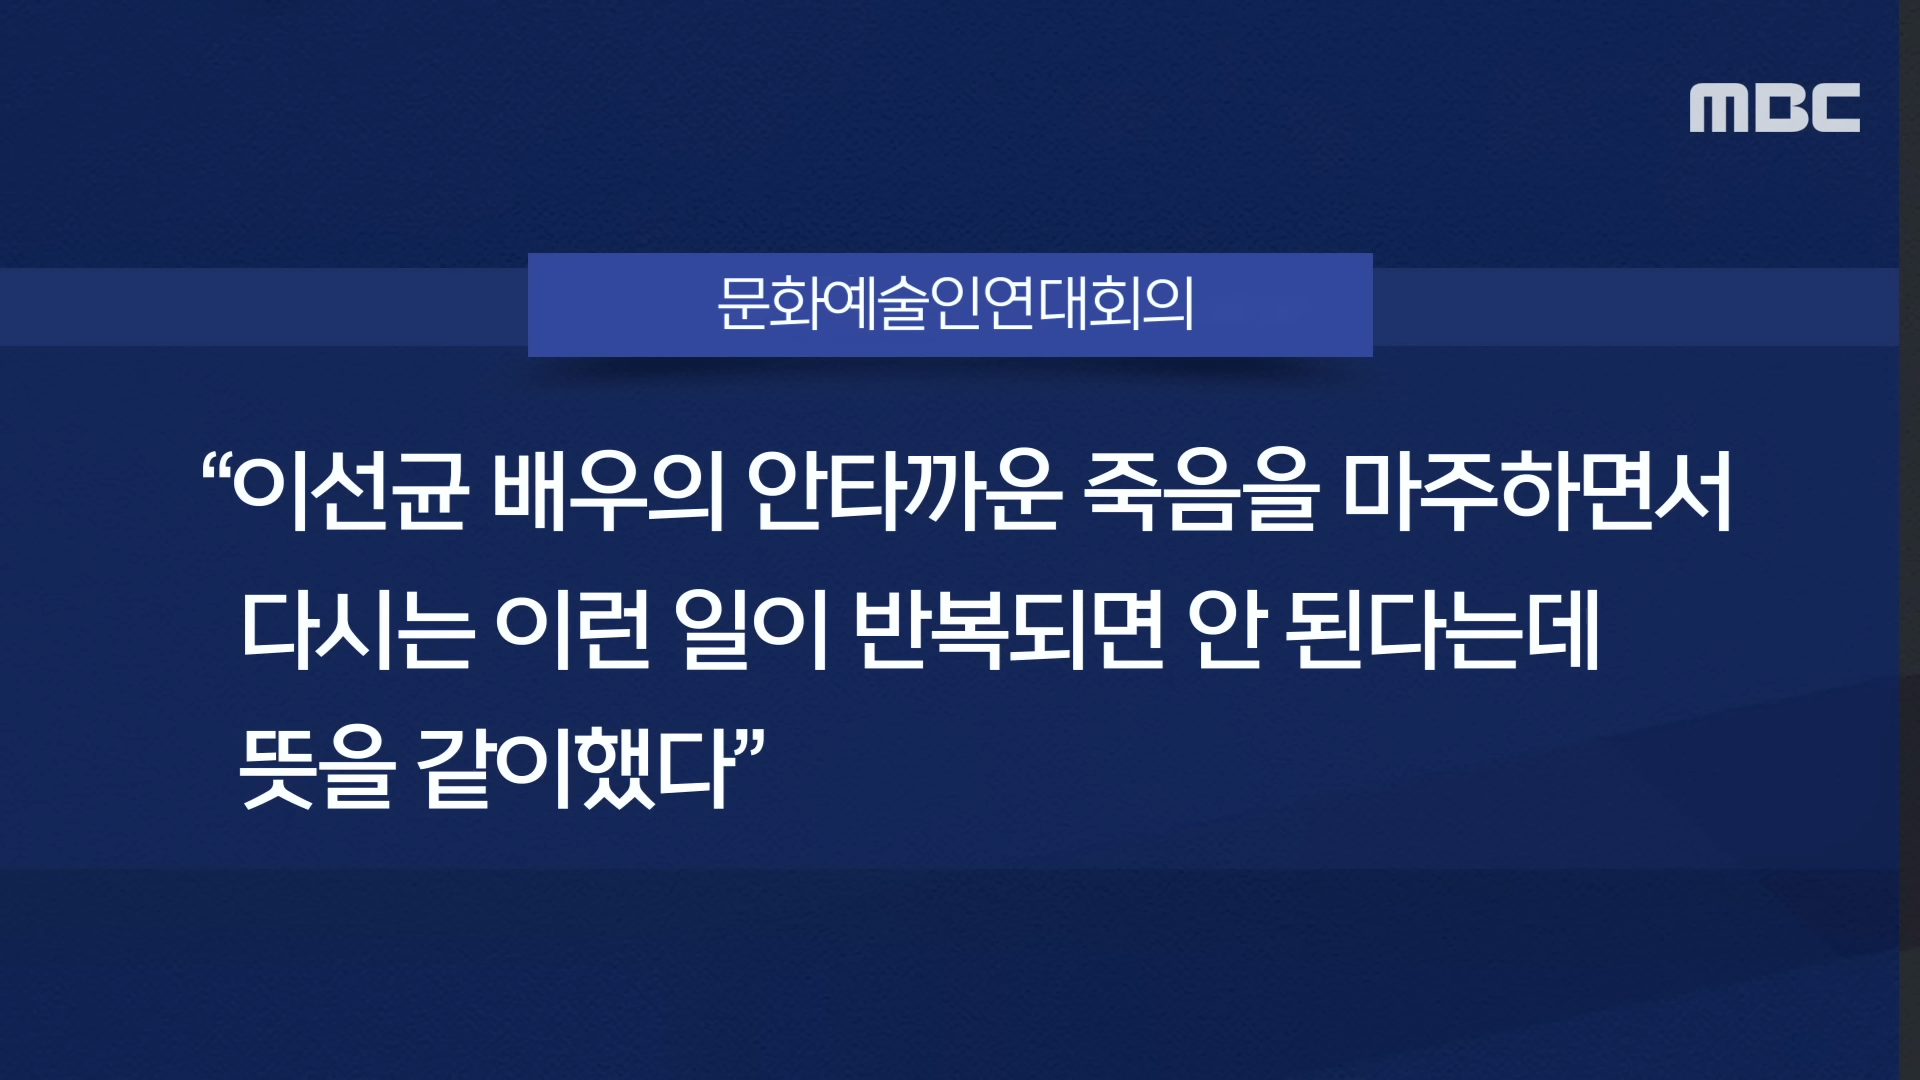 MBC
문화예술인연대회의
“이선균 배우의 안타까운 죽음을 마주하면서
다시는 이런 일이 반복되면 안 된다는데
뜻을 같이했다”